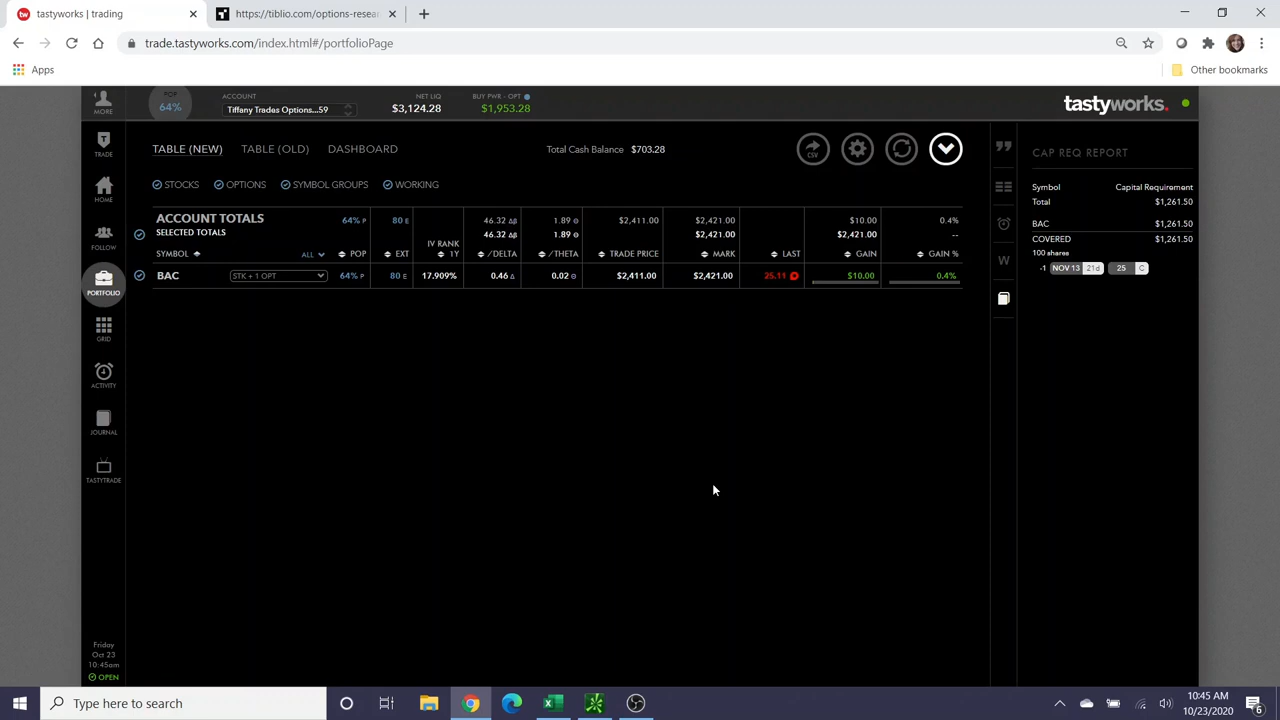 tastyworks | trading
https://tiblio.com/options-resea
trade.tastyworks.com/index.html#/portfolioPage
Apps
Other bookmarks
MORE
POP
64%
ACCOUNT
Tiffany Trades Options...59
NET LIQ
$3,124.28
BUY PWR - OPT
$1,953.28
tastyworks.
TRADE
HOME
FOLLOW
PORTFOLIO
GRID
ACTIVITY
JOURNAL
TASTYTRADE
TABLE (NEW) TABLE (OLD) DASHBOARD
Total Cash Balance $703.28
CSV
STOCKS OPTIONS SYMBOL GROUPS WORKING
ACCOUNT TOTALS 64% P 80 E 46.32 Δβ 1.89 Θ $2,411.00 $2,421.00 $10.00 0.4%
SELECTED TOTALS 46.32 Δβ 1.89 Θ $2,421.00 $2,421.00 --
SYMBOL ALL POP EXT IV RANK 1Y /DELTA /THETA TRADE PRICE MARK LAST GAIN GAIN %
BAC STK + 1 OPT 64% P 80 E 17.909% 0.46 Δ 0.02 Θ $2,411.00 $2,421.00 25.11 $10.00 0.4%
W
CAP REQ REPORT
Symbol Capital Requirement
Total $1,261.50
BAC $1,261.50
COVERED $1,261.50
100 shares
-1 NOV 13 21d 25 C
Friday
Oct 23
10:45am
OPEN
Type here to search
10:45 AM
10/23/2020
6